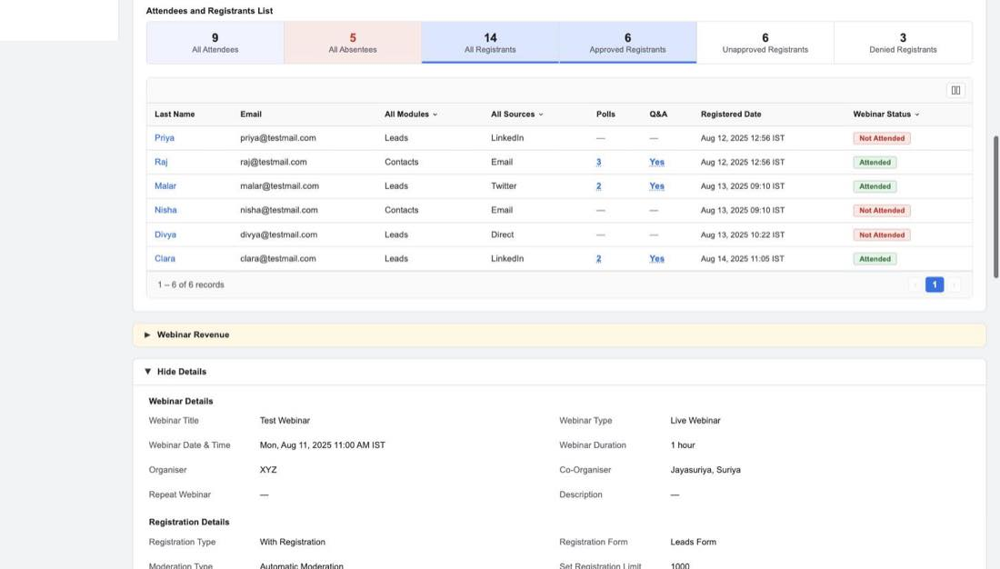 Attendees and Registrants List
9 5 14 6 6 3
All Attendees All Absentees All Registrants Approved Registrants Unapproved Registrants Denied Registrants
Last Name Email All Modules All Sources Polls Q&A Registered Date Webinar Status
Priya priya@testmail.com Leads LinkedIn — — Aug 12, 2025 12:56 IST Not Attended
Raj raj@testmail.com Contacts Email 3 Yes Aug 12, 2025 12:56 IST Attended
Malar malar@testmail.com Leads Twitter 2 Yes Aug 13, 2025 09:10 IST Attended
Nisha nisha@testmail.com Contacts Email — — Aug 13, 2025 09:10 IST Not Attended
Divya divya@testmail.com Leads Direct — — Aug 13, 2025 10:22 IST Not Attended
Clara clara@testmail.com Leads LinkedIn 2 Yes Aug 14, 2025 11:05 IST Attended
1 – 6 of 6 records ‹ 1 ›
▶ Webinar Revenue
▼ Hide Details
Webinar Details
Webinar Title Test Webinar Webinar Type Live Webinar
Webinar Date & Time Mon, Aug 11, 2025 11:00 AM IST Webinar Duration 1 hour
Organiser XYZ Co-Organiser Jayasuriya, Suriya
Repeat Webinar — Description —
Registration Details
Registration Type With Registration Registration Form Leads Form
Moderation Type Automatic Moderation Set Registration Limit 1000